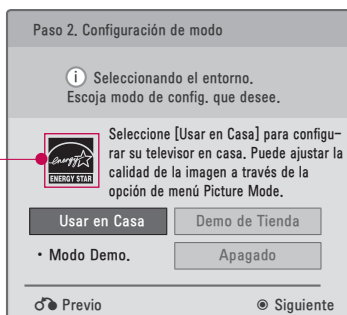 Paso 2. Configuración de modo
i Seleccionando el entorno.
Escoja modo de config. que desee.
energy
ENERGY STAR
Seleccione [Usar en Casa] para configu-
rar su televisor en casa. Puede ajustar la
calidad de la imagen a través de la
opción de menú Picture Mode.
Usar en Casa Demo de Tienda
• Modo Demo. Apagado
Previo Siguiente